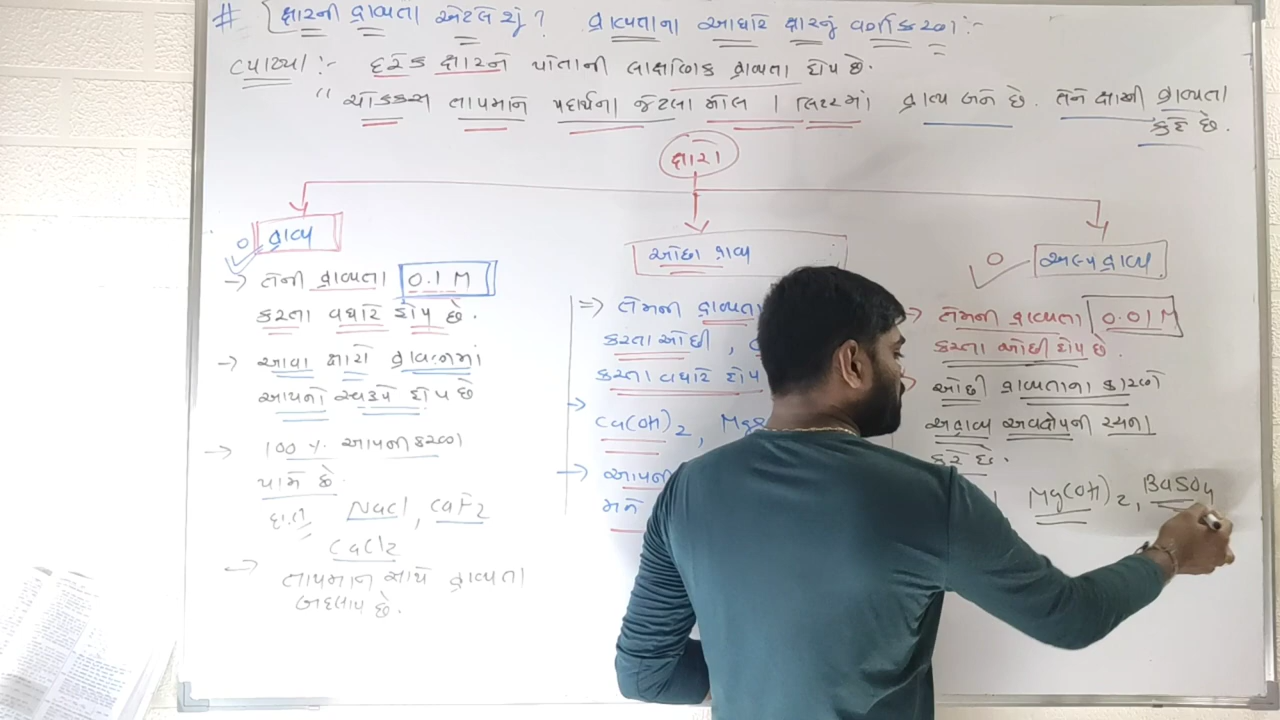 # { ક્ષારની દ્રાવ્યતા એટલે શું? દ્રાવ્યતાના આધારે ક્ષારનું વર્ગીકરણ :-
વ્યાખ્યા :- દરેક ક્ષારને પોતાની લાક્ષણિક દ્રાવ્યતા હોય છે.
" ચોક્કસ તાપમાને પદાર્થના જેટલા મોલ 1 લિટરમાં દ્રાવ્ય બને છે. તેને ક્ષારની દ્રાવ્યતા
કહે છે.
ક્ષારો
દ્રાવ્ય
→ તેની દ્રાવ્યતા 0.1 M
કરતા વધારે હોય છે.
→ આવા ક્ષારો દ્રાવણમાં
આયનો સ્વરૂપે હોય છે
→ 100 % આયનીકરણ
પામે છે.
દા.ત NaCl, CaF2
CaCl2
→ તાપમાન સાથે દ્રાવ્યતા
બદલાય છે.
ઓછા દ્રાવ્ય
⇒ તેમની દ્રાવ્યતા
કરતા ઓછી,
કરતા વધારે હોય
→
Ca(OH)2,
→ આયની
અલ્પ દ્રાવ્ય
તેમની દ્રાવ્યતા 0.01M
કરતા ઓછી હોય છે.
ઓછી દ્રાવ્યતાના કારણે
અદ્રાવ્ય અવક્ષેપની રચના
કરે છે.
Mg(OH)2, BaSO4